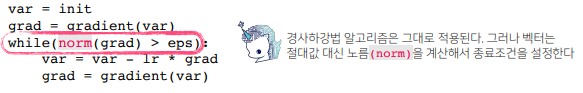 var = init
grad = gradient(var)
while(norm(grad) > eps):
    var = var - lr * grad
    grad = gradient(var)
경사하강법 알고리즘은 그대로 적용된다. 그러나 벡터는
절대값 대신 노름(norm)을 계산해서 종료조건을 설정한다